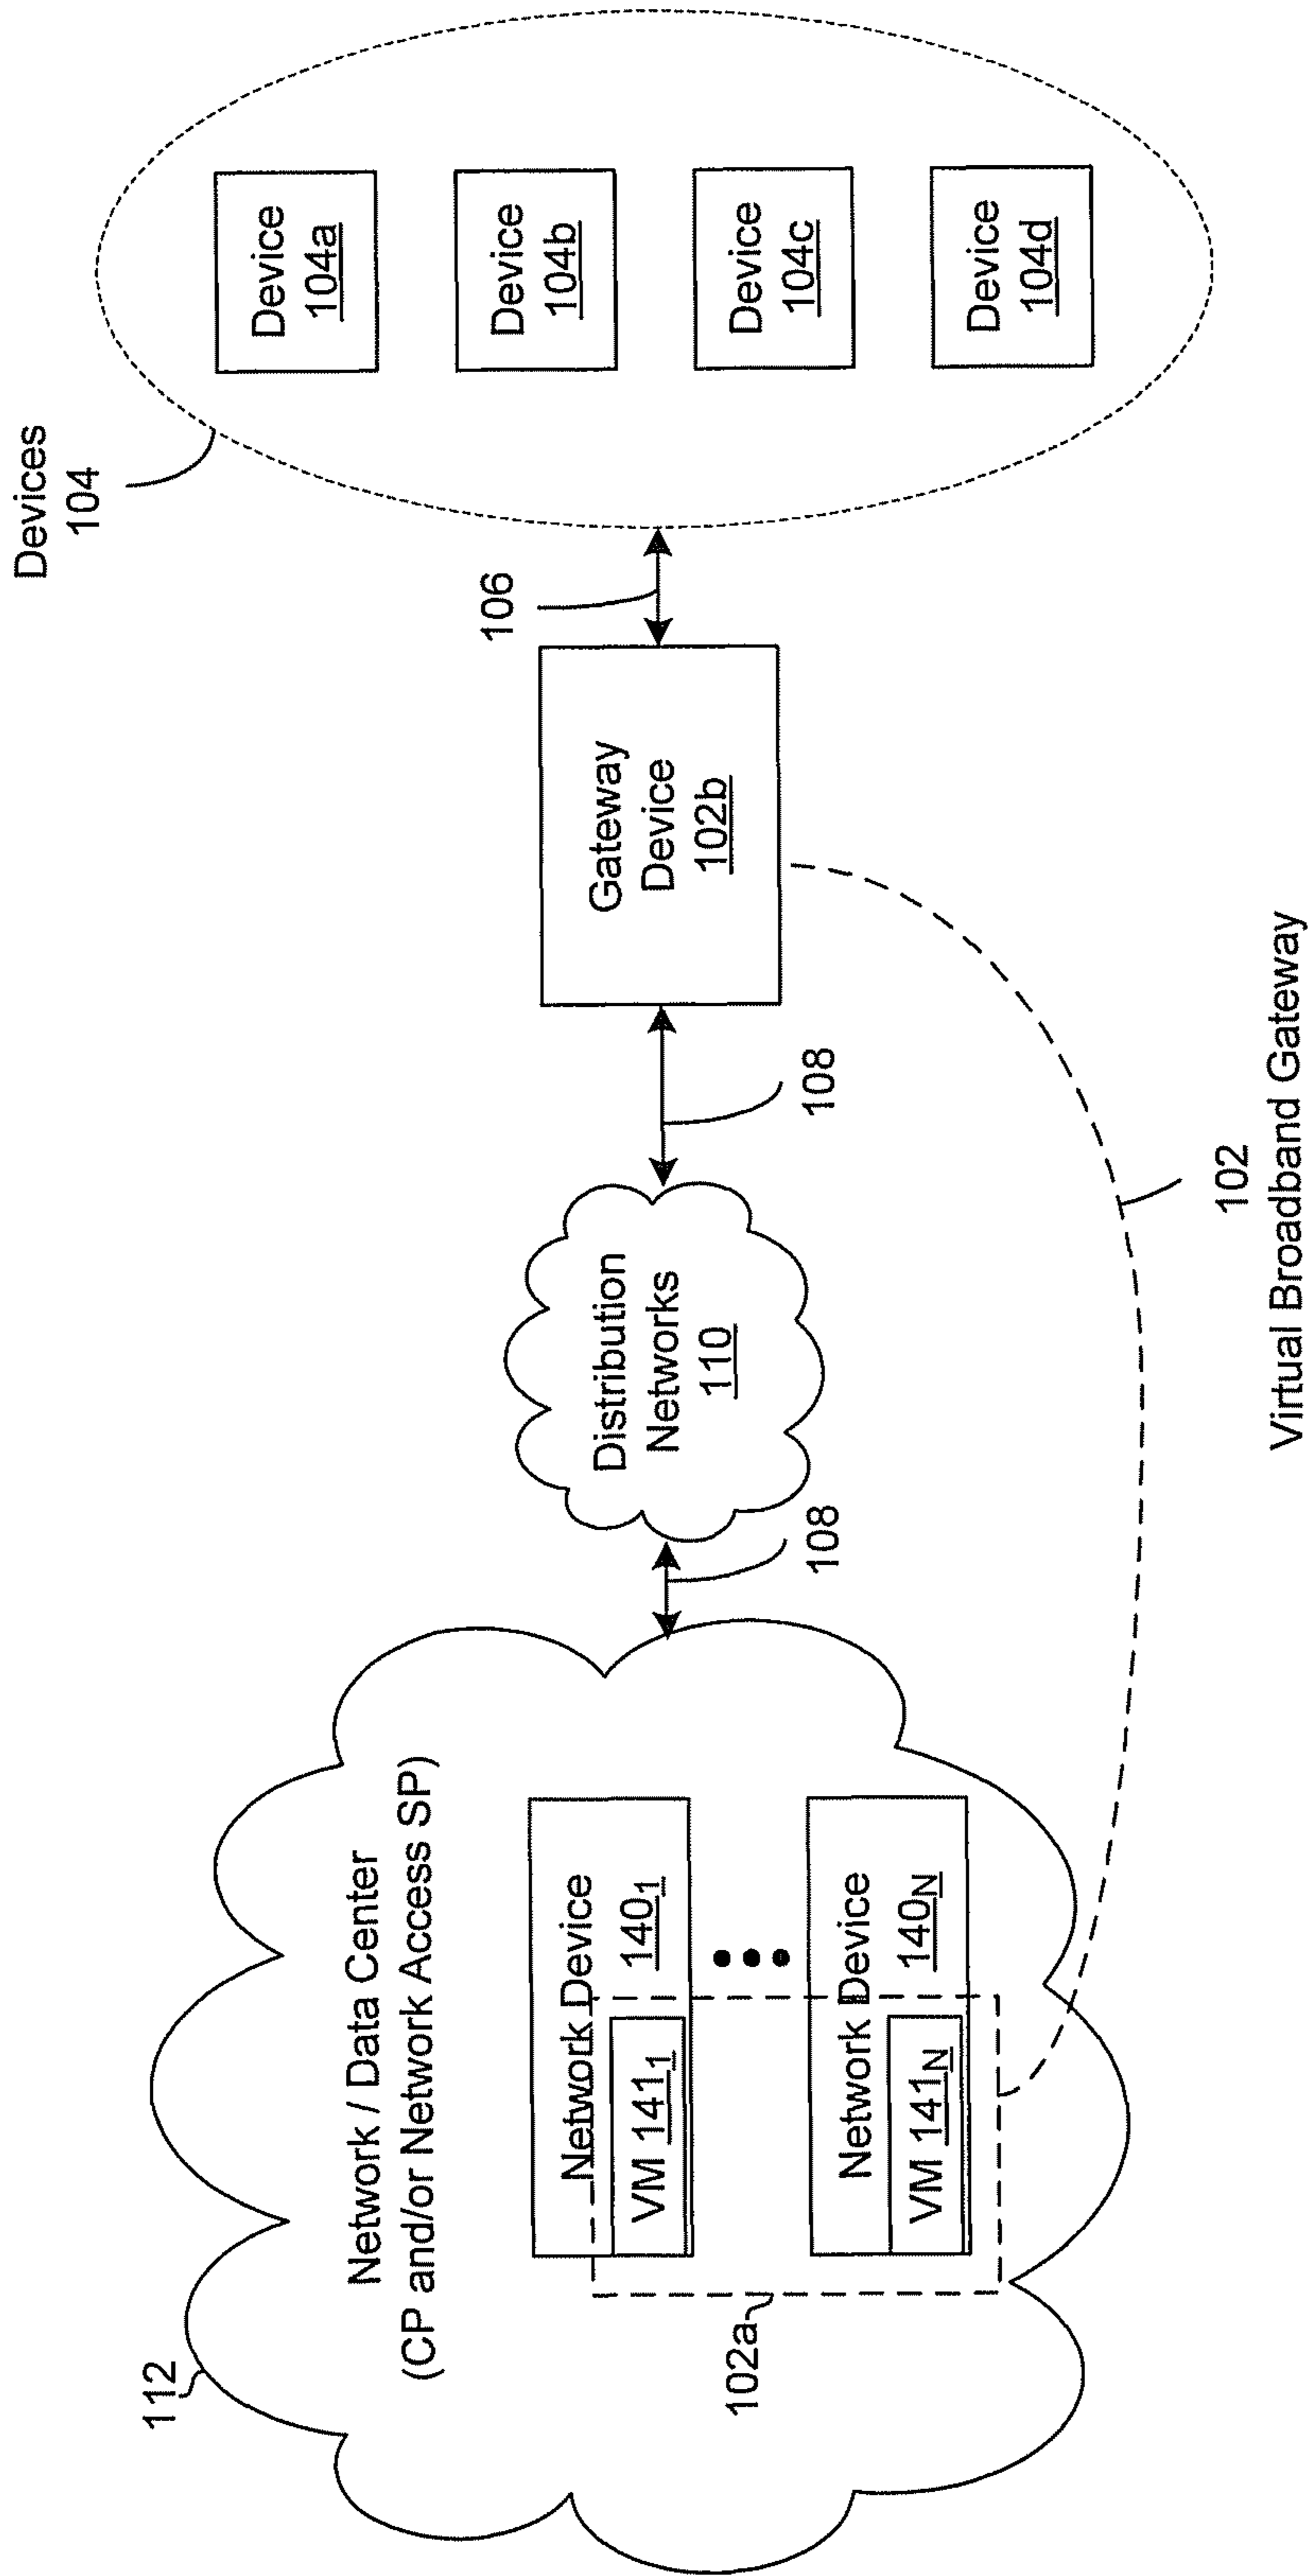 112
Network / Data Center
(CP and/or Network Access SP)
Network Device
140₁
VM 141₁
Network Device
140_N
VM 141_N
102a
108
Distribution
Networks
110
108
Gateway
Device
102b
106
Devices
104
Device
104a
Device
104b
Device
104c
Device
104d
102
Virtual Broadband Gateway